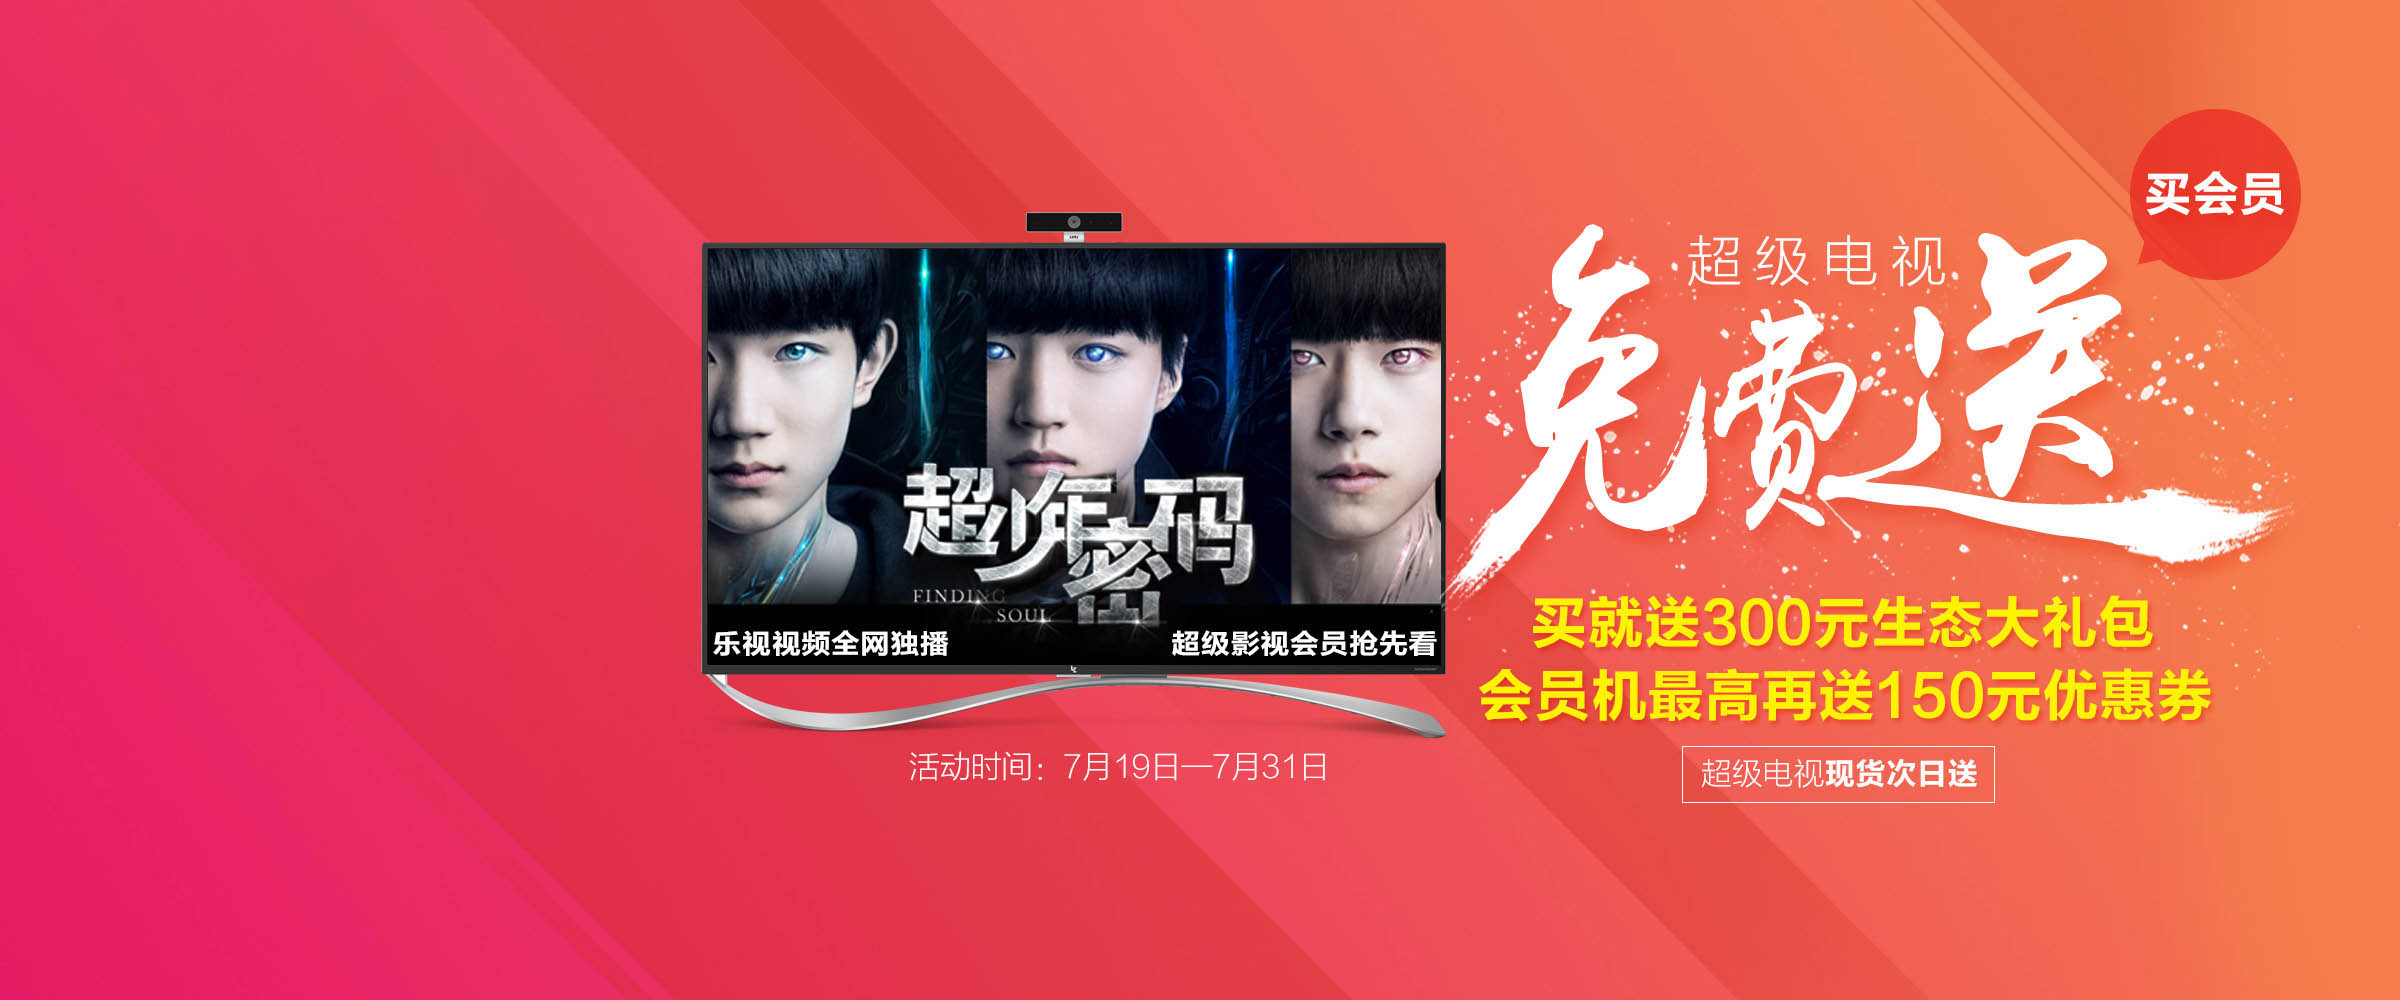 买会员
超级电视
免费送
买就送300元生态大礼包
会员机最高再送150元优惠券
超级电视现货次日送
超少年密码
FINDING
SOUL
乐视视频全网独播
超级影视会员抢先看
活动时间：7月19日—7月31日